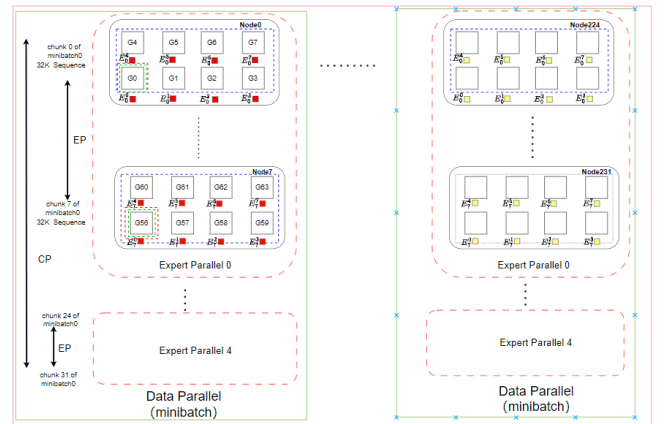 Node0
Node224
chunk 0 of
minibatch0
32K Sequence
G4 G5 G6 G7
G0 G1 G2 G3
EP
Node7
Node231
chunk 7 of
minibatch0
32K Sequence
G60 G61 G62 G63
G56 G57 G58 G59
CP
Expert Parallel 0
Expert Parallel 0
chunk 24 of
minibatch0
EP
Expert Parallel 4
Expert Parallel 4
chunk 31 of
minibatch0
Data Parallel
(minibatch)
Data Parallel
(minibatch)